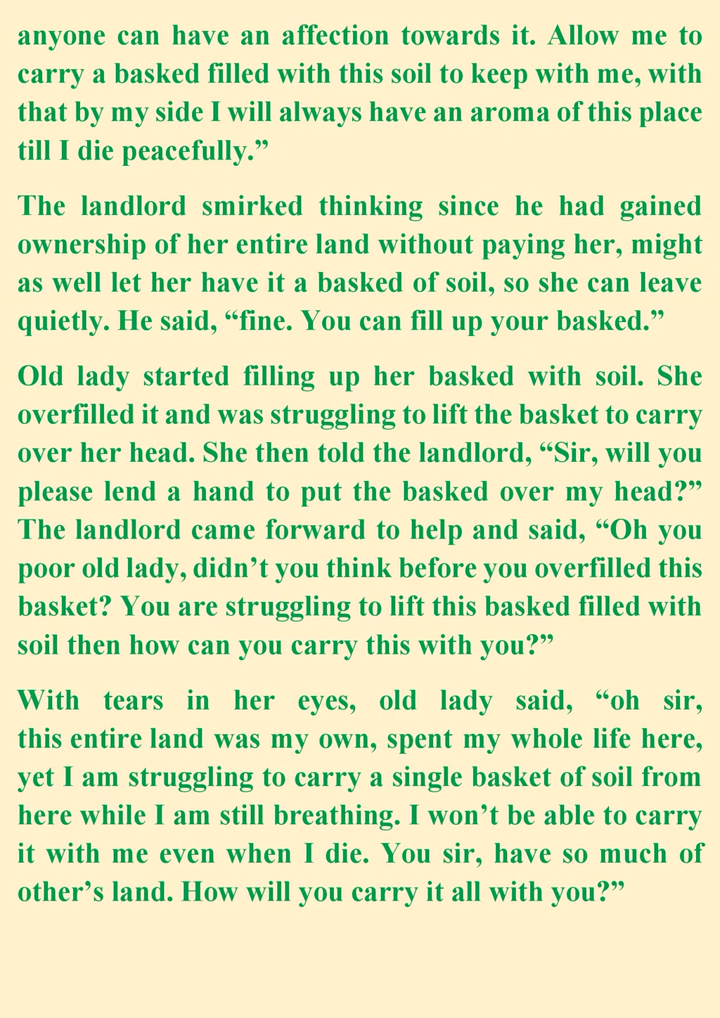 anyone can have an affection towards it. Allow me to
carry a basked filled with this soil to keep with me, with
that by my side I will always have an aroma of this place
till I die peacefully.”
The landlord smirked thinking since he had gained
ownership of her entire land without paying her, might
as well let her have it a basked of soil, so she can leave
quietly. He said, “fine. You can fill up your basked.”
Old lady started filling up her basked with soil. She
overfilled it and was struggling to lift the basket to carry
over her head. She then told the landlord, “Sir, will you
please lend a hand to put the basked over my head?”
The landlord came forward to help and said, “Oh you
poor old lady, didn’t you think before you overfilled this
basket? You are struggling to lift this basked filled with
soil then how can you carry this with you?”
With tears in her eyes, old lady said, “oh sir,
this entire land was my own, spent my whole life here,
yet I am struggling to carry a single basket of soil from
here while I am still breathing. I won’t be able to carry
it with me even when I die. You sir, have so much of
other’s land. How will you carry it all with you?”